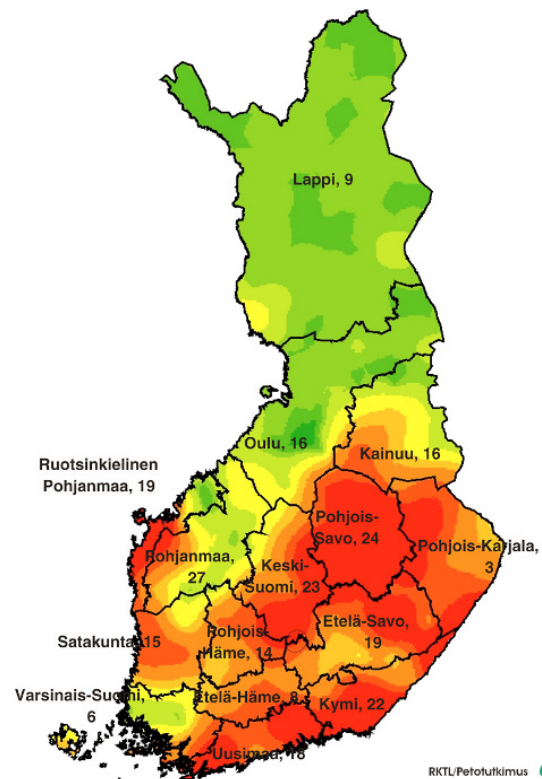 Lappi, 9
Oulu, 16
Kainuu, 16
Ruotsinkielinen
Pohjanmaa, 19
Pohjois-
Savo, 24
Pohjanmaa,
27
Pohjois-Karjala,
3
Keski-
Suomi, 23
Etelä-Savo,
19
Satakunta, 15
Pohjois-
Häme, 14
Varsinais-Suomi,
6
Etelä-Häme, 8
Kymi, 22
Uusimaa, 18
RKTL/Petotutkimus